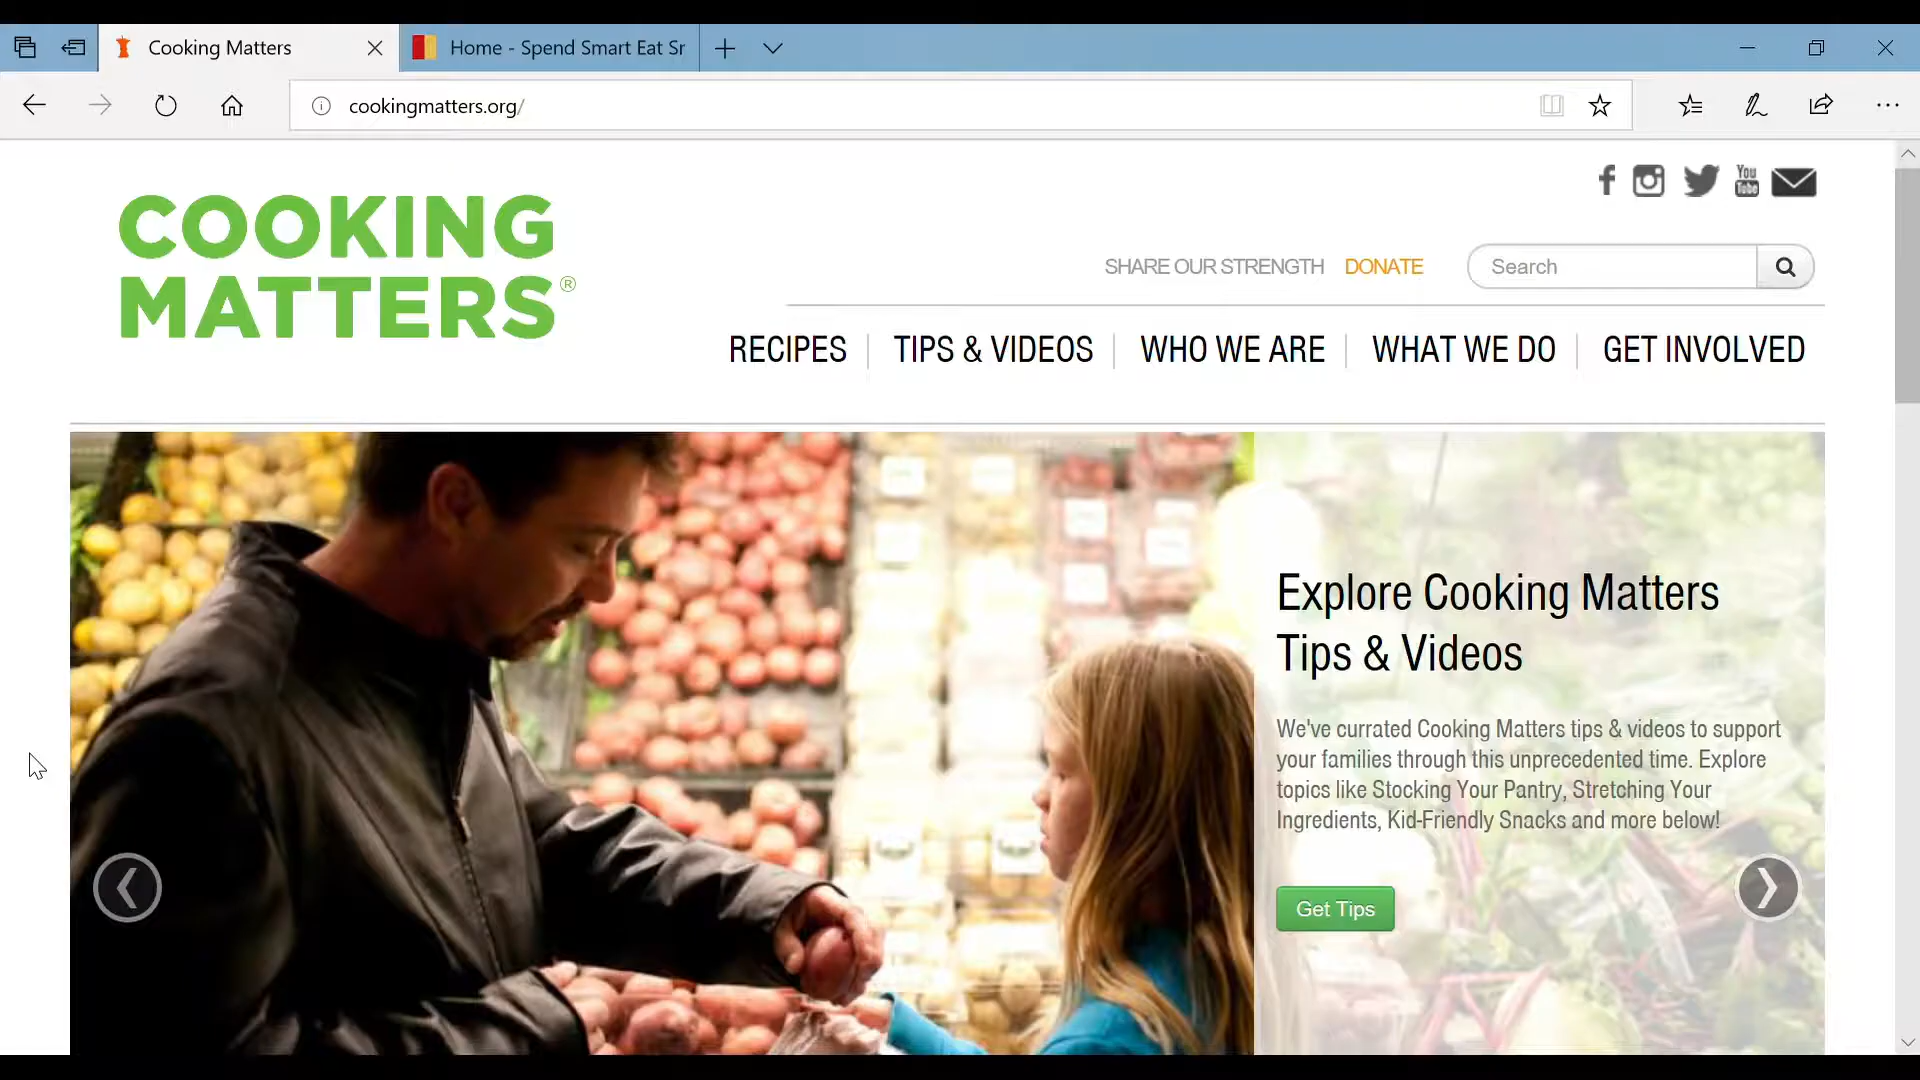 Cooking Matters
Home - Spend Smart Eat Sr
cookingmatters.org/
You
Tube
COOKING
MATTERS®
SHARE OUR STRENGTH DONATE
Search
RECIPES
TIPS & VIDEOS
WHO WE ARE
WHAT WE DO
GET INVOLVED
Explore Cooking Matters
Tips & Videos
We've currated Cooking Matters tips & videos to support
your families through this unprecedented time. Explore
topics like Stocking Your Pantry, Stretching Your
Ingredients, Kid-Friendly Snacks and more below!
Get Tips